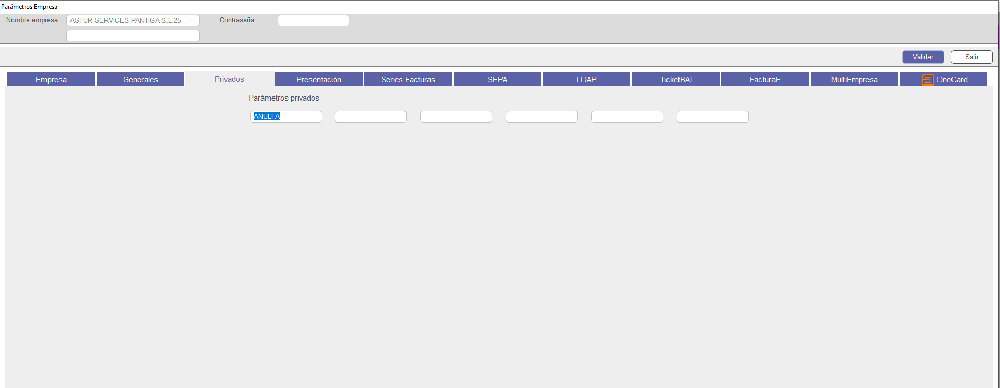 Parámetros Empresa
Nombre empresa ASTUR SERVICES PANTIGA S.L.25 Contraseña
Validar Salir
Empresa Generales Privados Presentación Series Facturas SEPA LDAP TicketBAI FacturaE MultiEmpresa OneCard
Parámetros privados
ANULFA